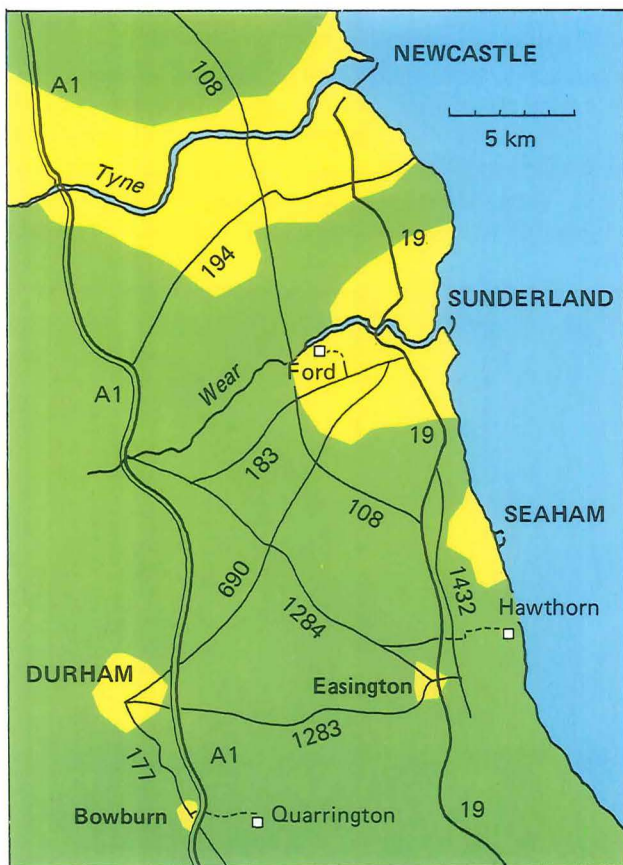 NEWCASTLE
A1
108
5 km
Tyne
194
19
SUNDERLAND
Ford
Wear
A1
19
183
108
SEAHAM
690
1284
1432
Hawthorn
DURHAM
Easington
1283
177
A1
Bowburn
Quarrington
19